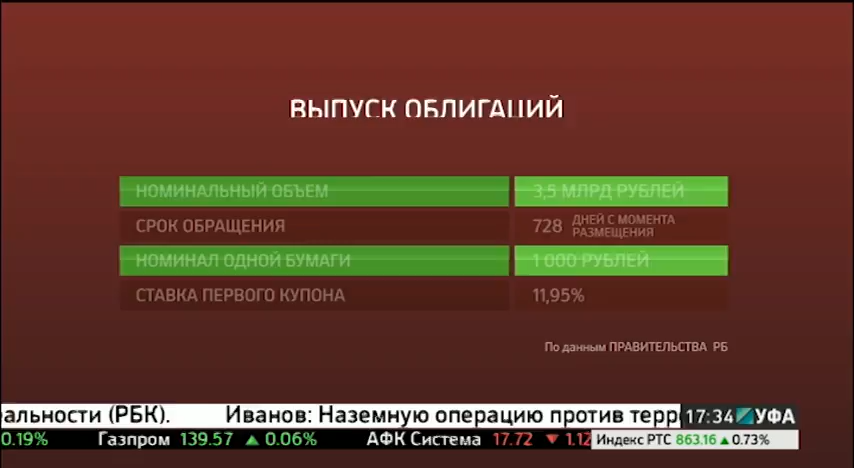 ВЫПУСК ОБЛИГАЦИЙ
НОМИНАЛЬНЫЙ ОБЪЕМ 3,5 МЛРД РУБЛЕЙ
СРОК ОБРАЩЕНИЯ 728 ДНЕЙ С МОМЕНТА
РАЗМЕЩЕНИЯ
НОМИНАЛ ОДНОЙ БУМАГИ 1 000 РУБЛЕЙ
СТАВКА ПЕРВОГО КУПОНА 11,95%
По данным ПРАВИТЕЛЬСТВА РБ
альности (РБК). Иванов: Наземную операцию против терр 17:34 УФА
0.19% Газпром 139.57 ▲ 0.06% АФК Система 17.72 ▼ 1.12 Индекс РТС 863.16 ▲ 0.73%